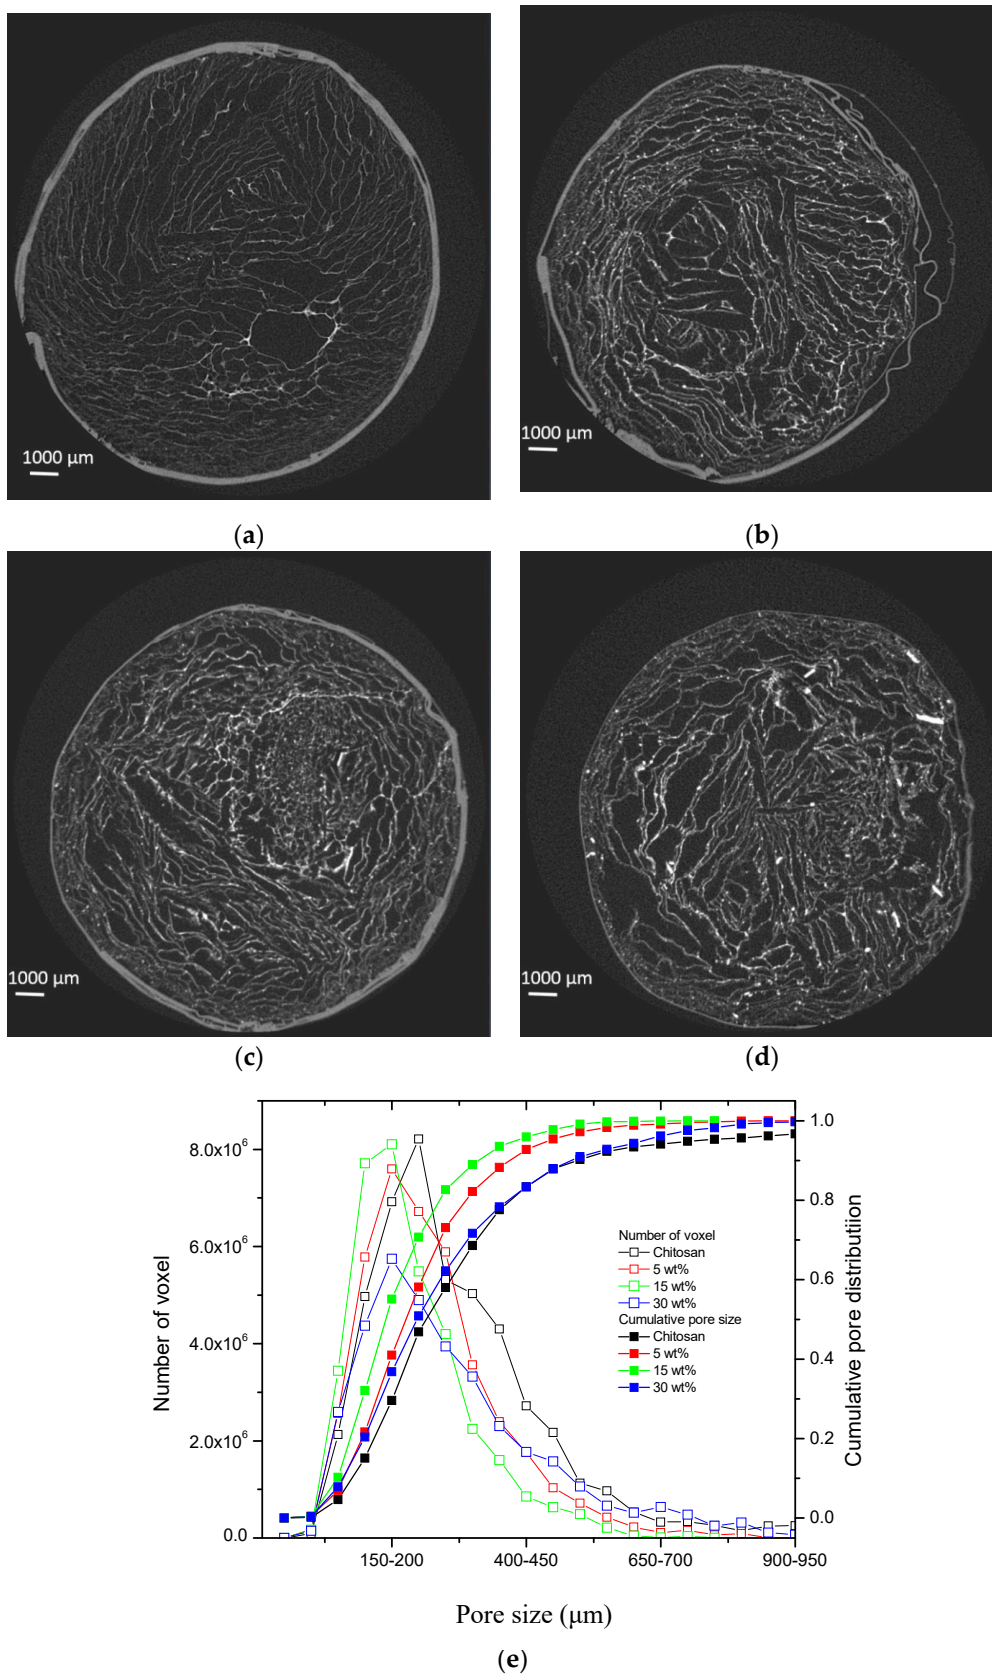 1000 µm
1000 µm
(a)
(b)
1000 µm
1000 µm
(c)
(d)
8.0x10⁶
6.0x10⁶
4.0x10⁶
2.0x10⁶
0.0
Number of voxel
1.0
0.8
0.6
0.4
0.2
0.0
Cumulative pore distributiion
Number of voxel
Chitosan
5 wt%
15 wt%
30 wt%
Cumulative pore size
Chitosan
5 wt%
15 wt%
30 wt%
150-200
400-450
650-700
900-950
Pore size (µm)
(e)